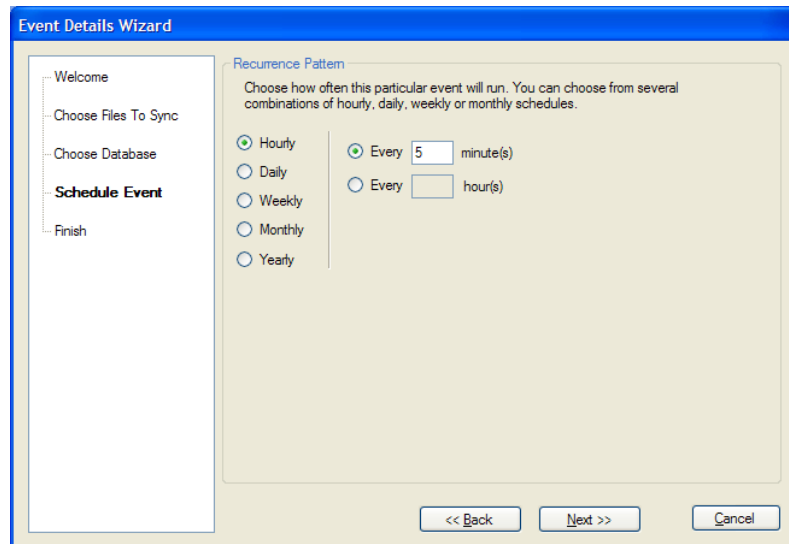 Event Details Wizard
Welcome
Choose Files To Sync
Choose Database
Schedule Event
Finish
Recurrence Pattern
Choose how often this particular event will run. You can choose from several
combinations of hourly, daily, weekly or monthly schedules.
Hourly
Daily
Weekly
Monthly
Yearly
Every 5 minute(s)
Every hour(s)
<< Back Next >> Cancel